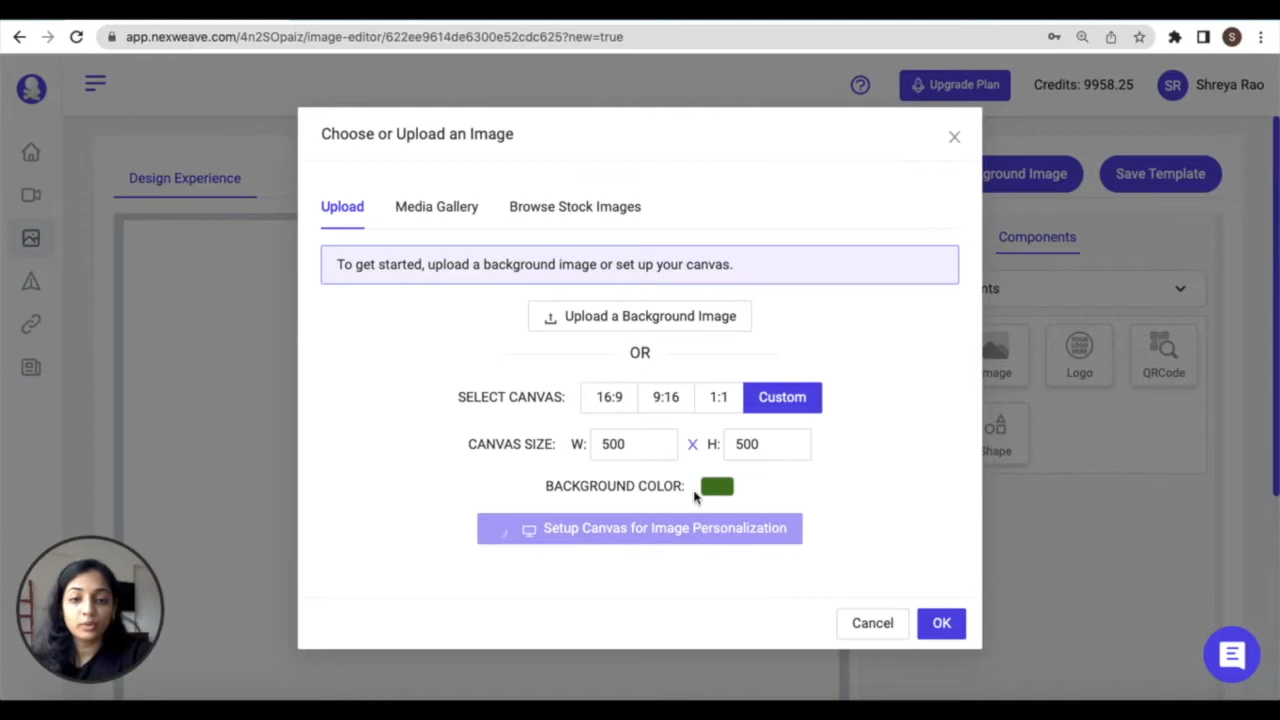 app.nexweave.com/4n2SOpaiz/image-editor/622ee9614de6300e52cdc625?new=true
S
Upgrade Plan
Credits: 9958.25
SR
Shreya Rao
Choose or Upload an Image
Design Experience
ground Image
Save Template
Upload
Media Gallery
Browse Stock Images
Components
To get started, upload a background image or set up your canvas.
nts
Upload a Background Image
OR
YOUR LOGO HERE
mage
Logo
QRCode
SELECT CANVAS:
16:9
9:16
1:1
Custom
CANVAS SIZE:
W: 500
X
H: 500
Shape
BACKGROUND COLOR:
Setup Canvas for Image Personalization
Cancel
OK